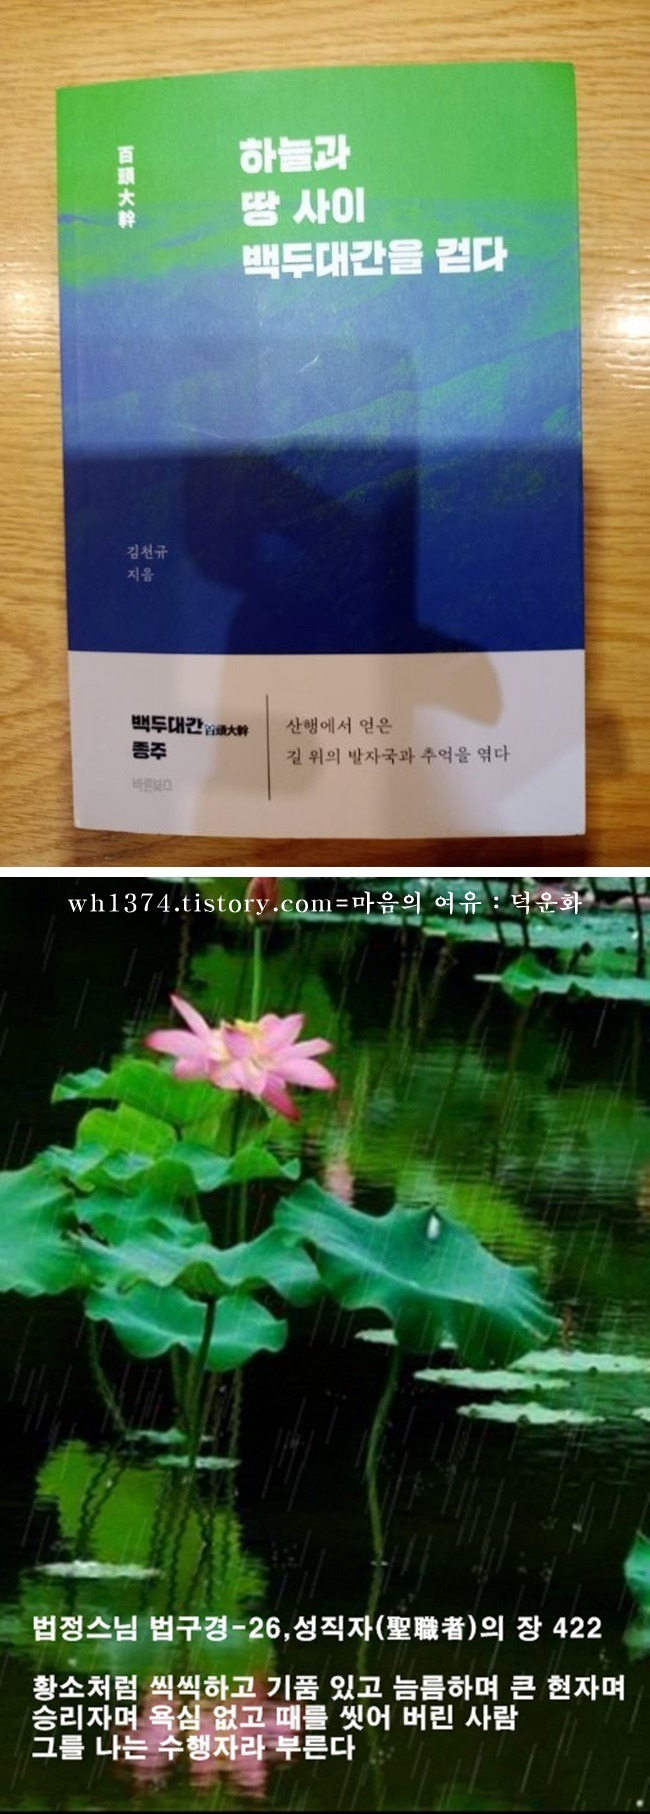 百頭大幹
하늘과
땅 사이
백두대간을 걷다
김천규
지음
백두대간百頭大幹
종주
바른북스
산행에서 얻은
길 위의 발자국과 추억을 엮다
wh1374.tistory.com=마음의 여유 : 덕운화
법정스님 법구경-26,성직자(聖職者)의 장 422
황소처럼 씩씩하고 기품 있고 늠름하며 큰 현자며
승리자며 욕심 없고 때를 씻어 버린 사람
그를 나는 수행자라 부른다